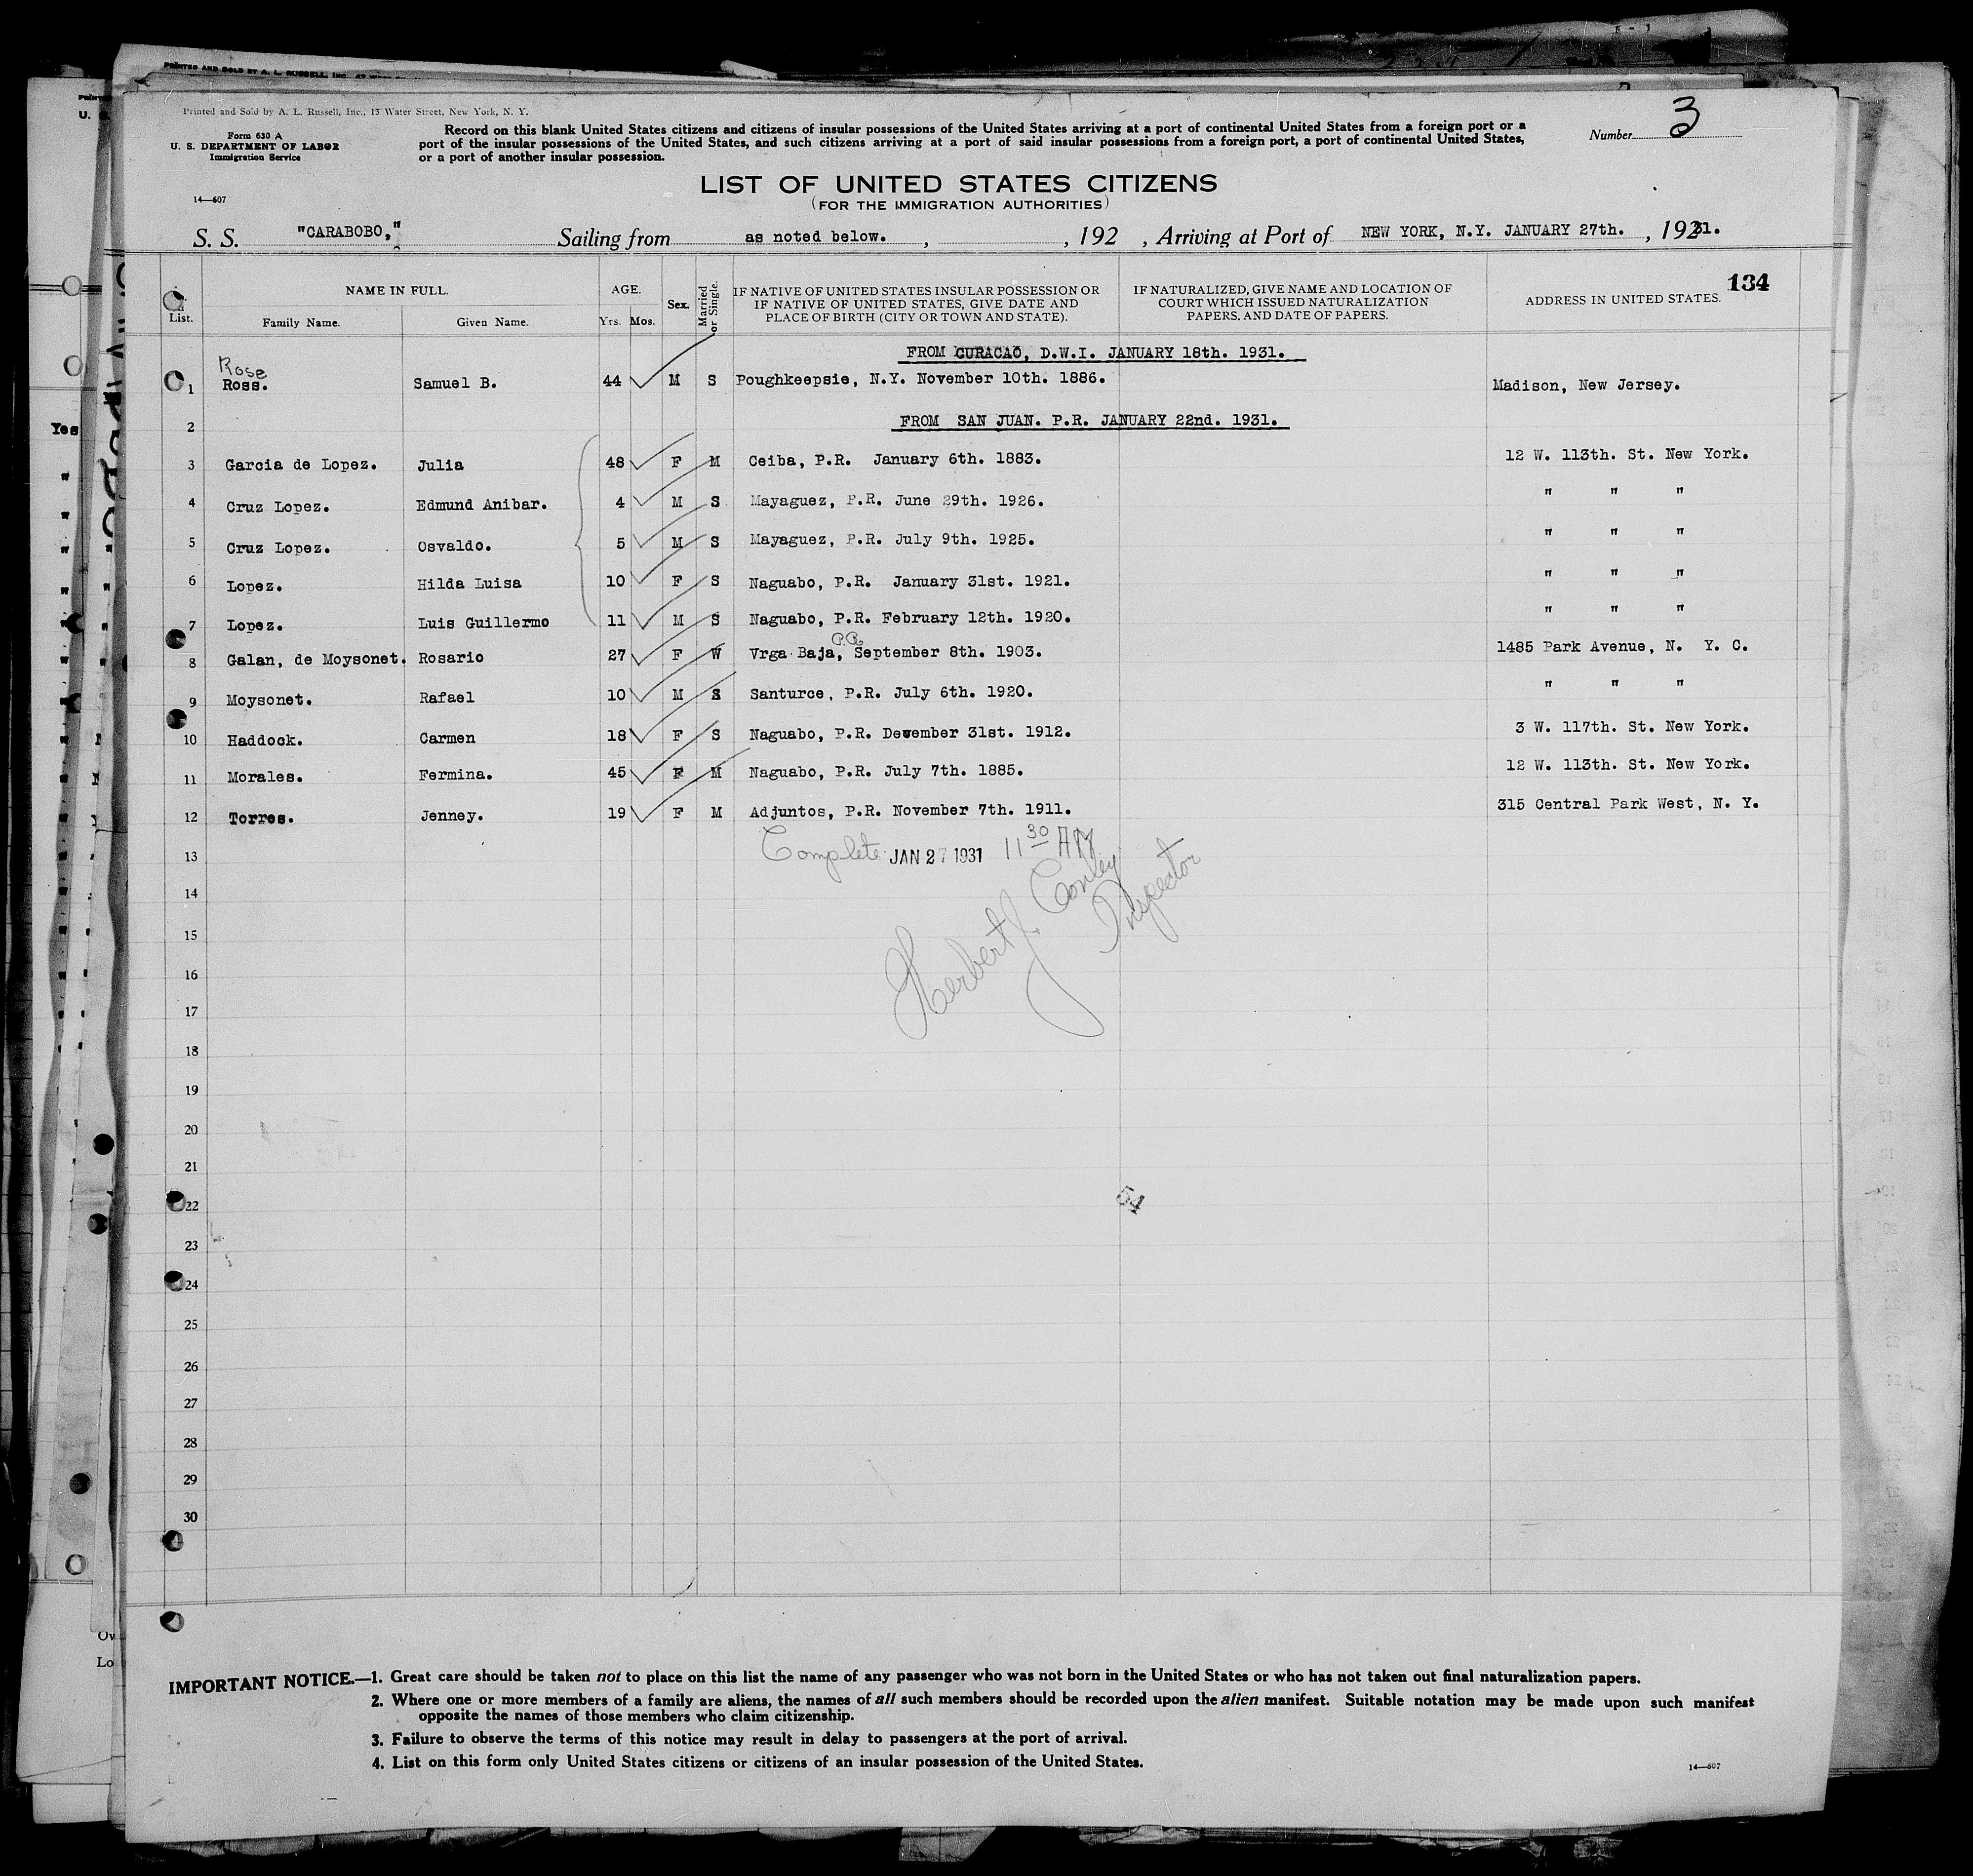 PRINTED AND SOLD BY A. L. RUSSELL, INC.
Printed and Sold by A. L. Russell, Inc., 13 Water Street, New York, N. Y.
Form 630 A
U. S. DEPARTMENT OF LABOR
Immigration Service
14—607
Record on this blank United States citizens and citizens of insular possessions of the United States arriving at a port of continental United States from a foreign port or a
port of the insular possessions of the United States, and such citizens arriving at a port of said insular possessions from a foreign port, a port of continental United States,
or a port of another insular possession.
Number 3
LIST OF UNITED STATES CITIZENS
(FOR THE IMMIGRATION AUTHORITIES)
S. S. "CARABOBO," Sailing from as noted below. , , 192 , Arriving at Port of NEW YORK, N.Y. JANUARY 27th. , 1931.
134
List. NAME IN FULL. AGE. Sex. Married or Single. IF NATIVE OF UNITED STATES INSULAR POSSESSION OR IF NATIVE OF UNITED STATES, GIVE DATE AND PLACE OF BIRTH (CITY OR TOWN AND STATE). IF NATURALIZED, GIVE NAME AND LOCATION OF COURT WHICH ISSUED NATURALIZATION PAPERS, AND DATE OF PAPERS. ADDRESS IN UNITED STATES.
Family Name. Given Name. Yrs. Mos.
FROM CURACAO, D.W.I. JANUARY 18th. 1931.
Rose
1 Ross. Samuel B. 44 M S Poughkeepsie, N.Y. November 10th. 1886. Madison, New Jersey.
2 FROM SAN JUAN. P.R. JANUARY 22nd. 1931.
3 Garcia de Lopez. Julia 48 F M Ceiba, P.R. January 6th. 1883. 12 W. 113th. St. New York.
4 Cruz Lopez. Edmund Anibar. 4 M S Mayaguez, P.R. June 29th. 1926. " " "
5 Cruz Lopez. Osvaldo. 5 M S Mayaguez, P.R. July 9th. 1925. " " "
6 Lopez. Hilda Luisa 10 F S Naguabo, P.R. January 31st. 1921. " " "
7 Lopez. Luis Guillermo 11 M S Naguabo, P.R. February 12th. 1920. " " "
P.R.
8 Galan, de Moysonet. Rosario 27 F W Vrga Baja, September 8th. 1903. 1485 Park Avenue, N. Y. C.
9 Moysonet. Rafael 10 M S Santurce, P.R. July 6th. 1920. " " "
10 Haddock. Carmen 18 F S Naguabo, P.R. December 31st. 1912. 3 W. 117th. St. New York.
11 Morales. Fermina. 45 F M Naguabo, P.R. July 7th. 1885. 12 W. 113th. St. New York.
12 Torres. Jenney. 19 F M Adjuntos, P.R. November 7th. 1911. 315 Central Park West, N. Y.
13 Complete JAN 27 1931 11 30 AM
Herbert J. Conley
Inspector
14
15
16
17
18
19
20
21
22
23
24
25
26
27
28
29
30
Yes
IMPORTANT NOTICE.—1. Great care should be taken not to place on this list the name of any passenger who was not born in the United States or who has not taken out final naturalization papers.
2. Where one or more members of a family are aliens, the names of all such members should be recorded upon the alien manifest. Suitable notation may be made upon such manifest
opposite the names of those members who claim citizenship.
3. Failure to observe the terms of this notice may result in delay to passengers at the port of arrival.
4. List on this form only United States citizens or citizens of an insular possession of the United States.
14—607